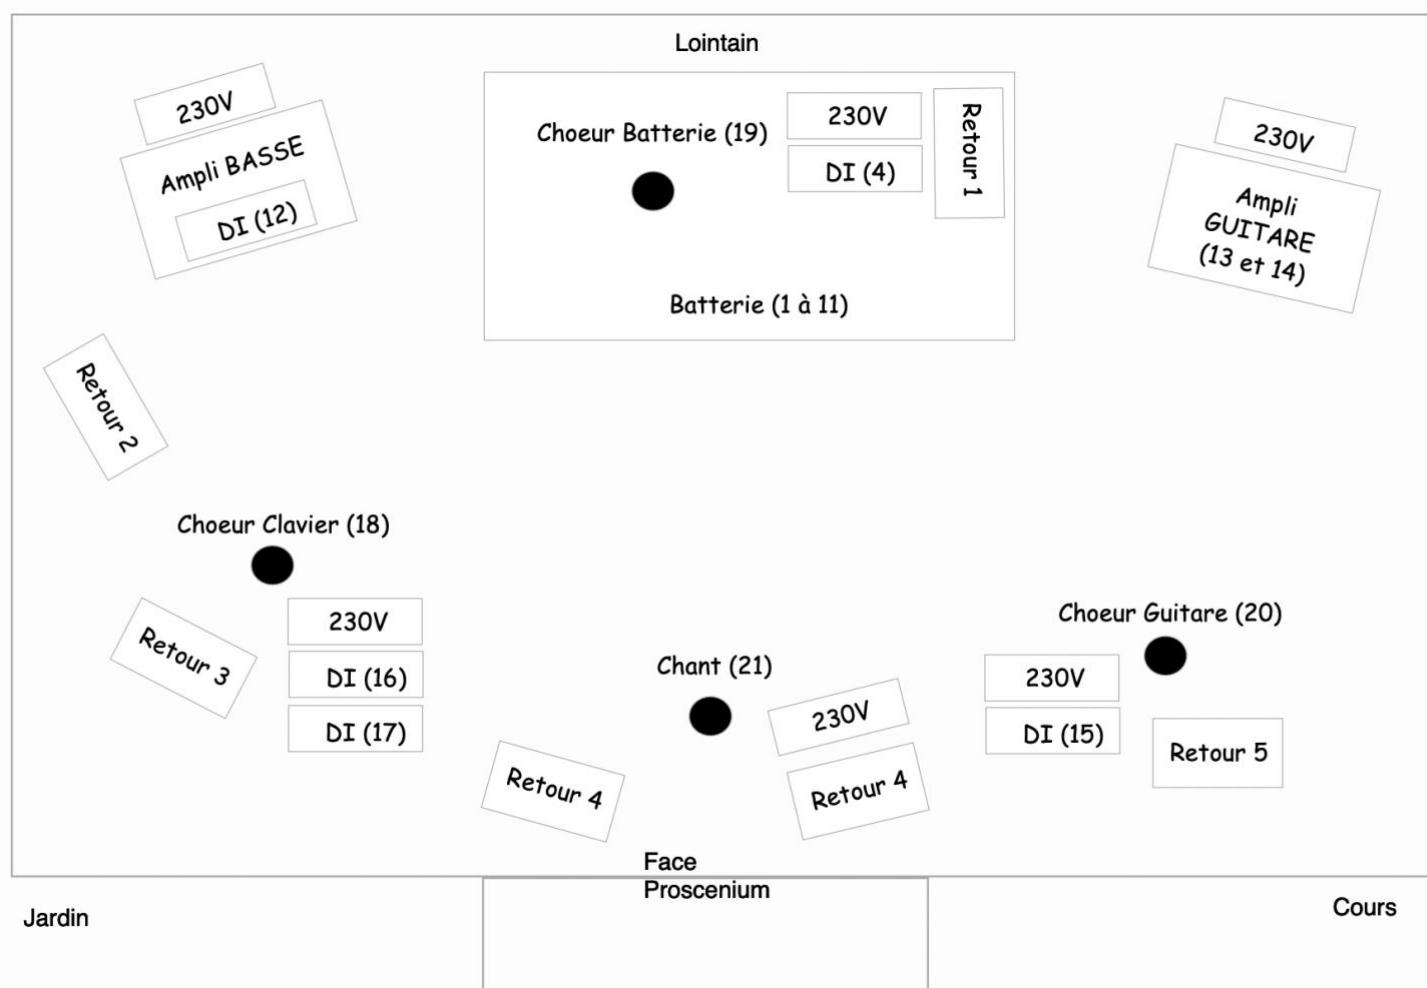 Lointain
230V
Ampli BASSE
DI (12)
Choeur Batterie (19)
230V
DI (4)
Retour 1
Batterie (1 à 11)
230V
Ampli
GUITARE
(13 et 14)
Retour 2
Choeur Clavier (18)
Retour 3
230V
DI (16)
DI (17)
Chant (21)
Retour 4
230V
Retour 4
Choeur Guitare (20)
230V
DI (15)
Retour 5
Face
Proscenium
Jardin
Cours